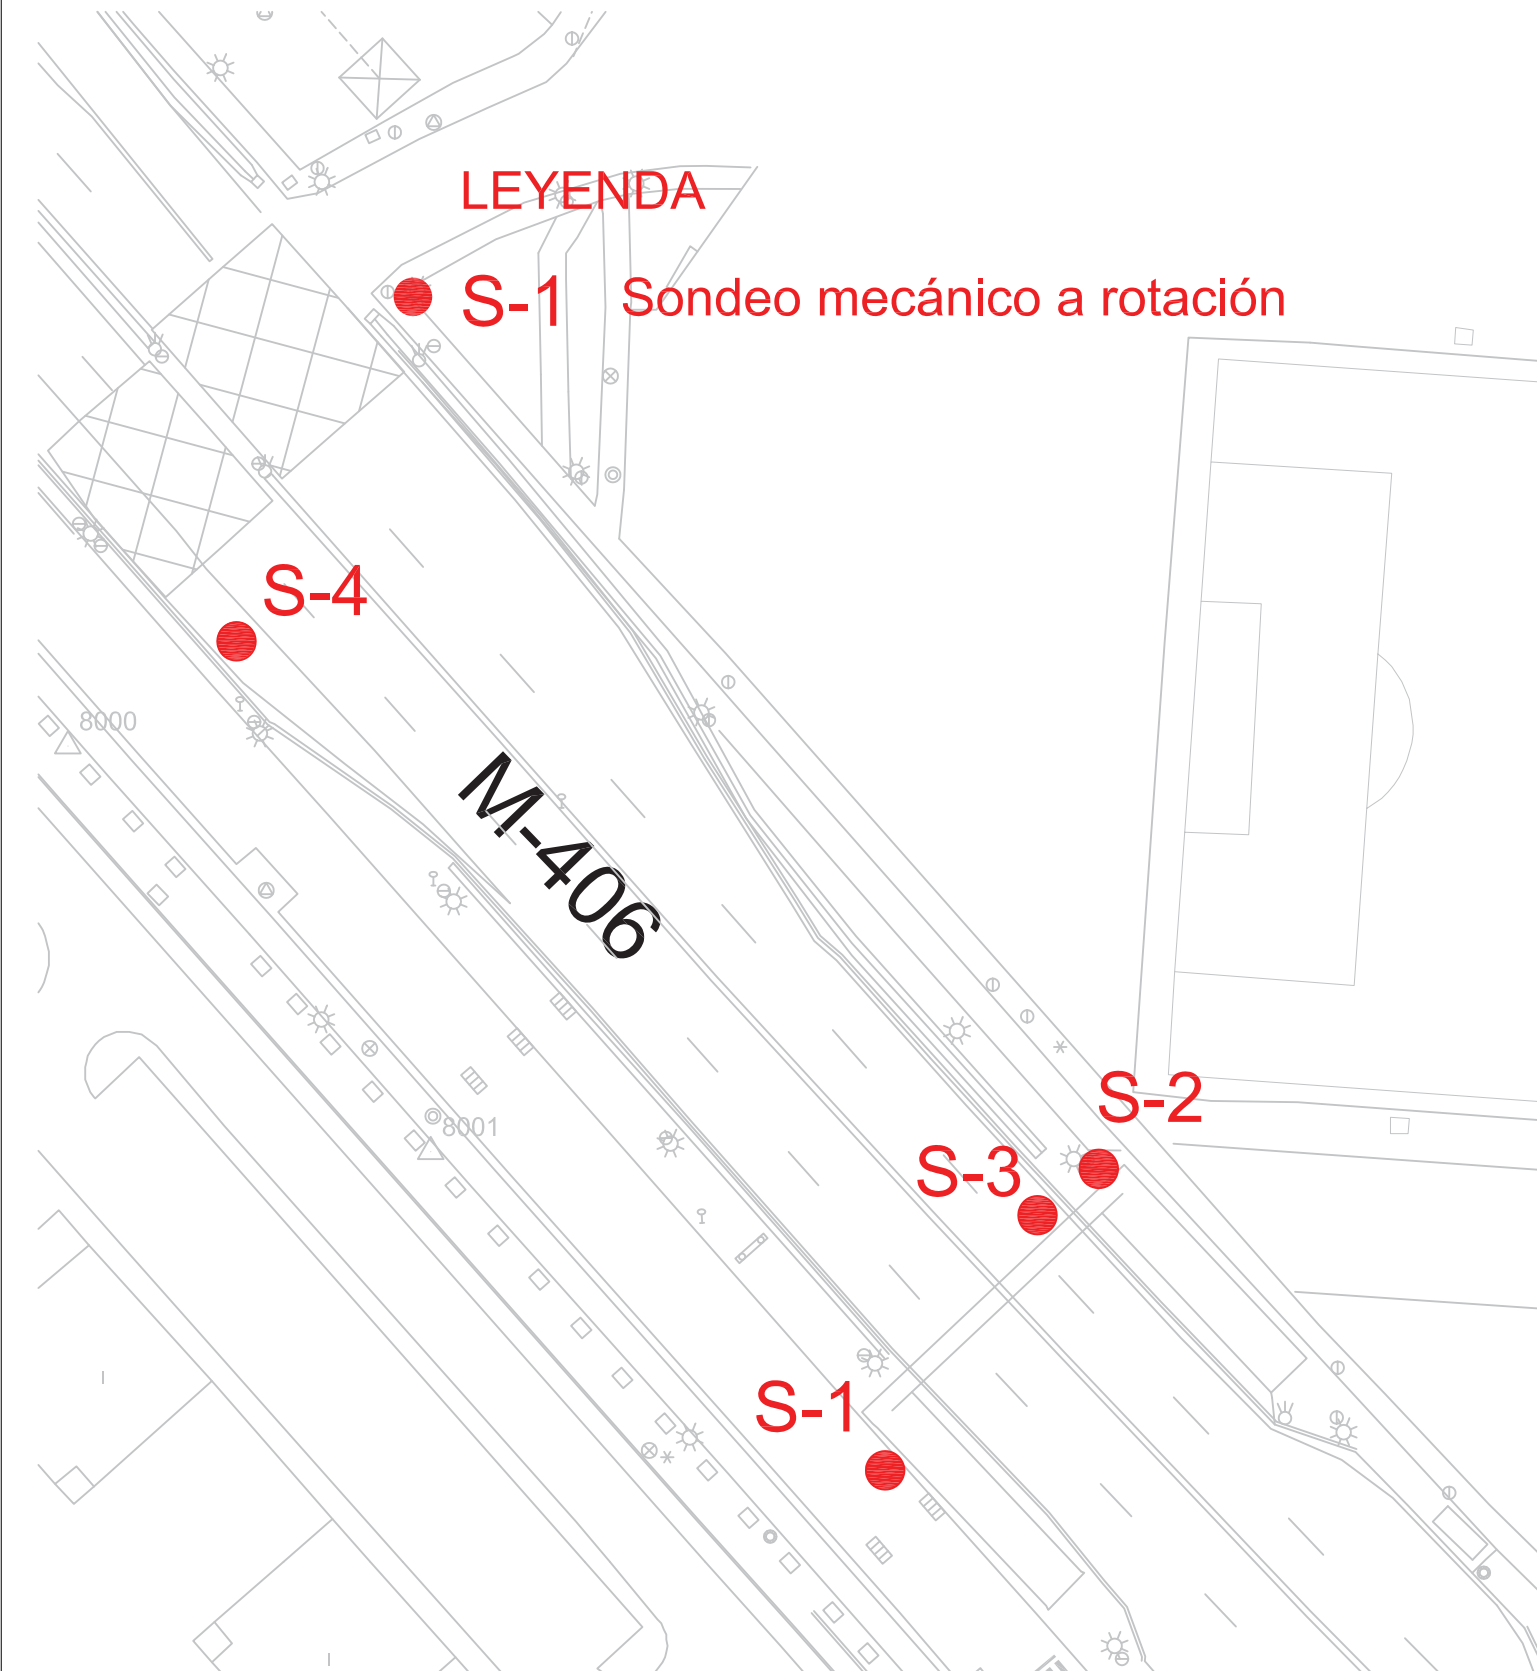 LEYENDA
S-1 Sondeo mecánico a rotación
S-4
8000
M-406
S-2
8001
S-3
S-1